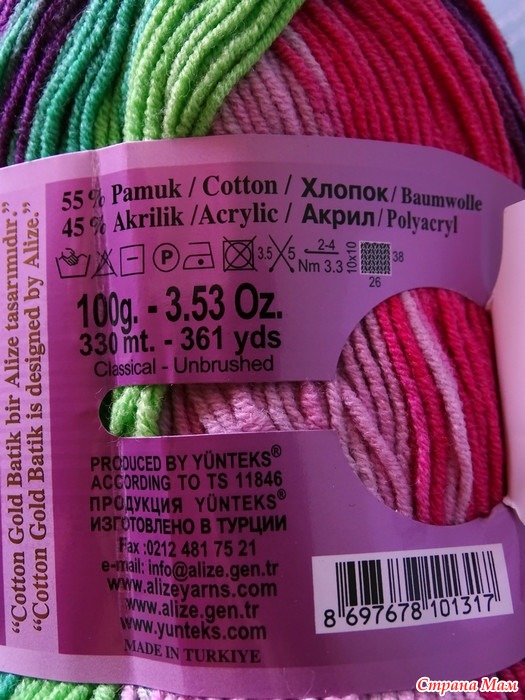 55 % Pamuk / Cotton / Хлопок / Baumwolle
45 % Akrilik /Acrylic / Акрил / Polyacryl
P 3.5 5 2-4 Nm 3.3 10x10 38 26
100g. - 3.53 Oz.
330 mt. - 361 yds
Classical - Unbrushed
PRODUCED BY YÜNTEKS®
ACCORDING TO TS 11846
ПРОДУКЦИЯ YÜNTEKS®
ИЗГОТОВЛЕНО В ТУРЦИИ
Fax :0212 481 75 21
e-mail: info@alize.gen.tr
www.alizeyarns.com
www.alize.gen.tr
www.yunteks.com
MADE IN TURKIYE
"Cotton Gold Batik bir Alize tasarımıdır."
"Cotton Gold Batik is designed by Alize."
8 697678 101317
Страна Мам